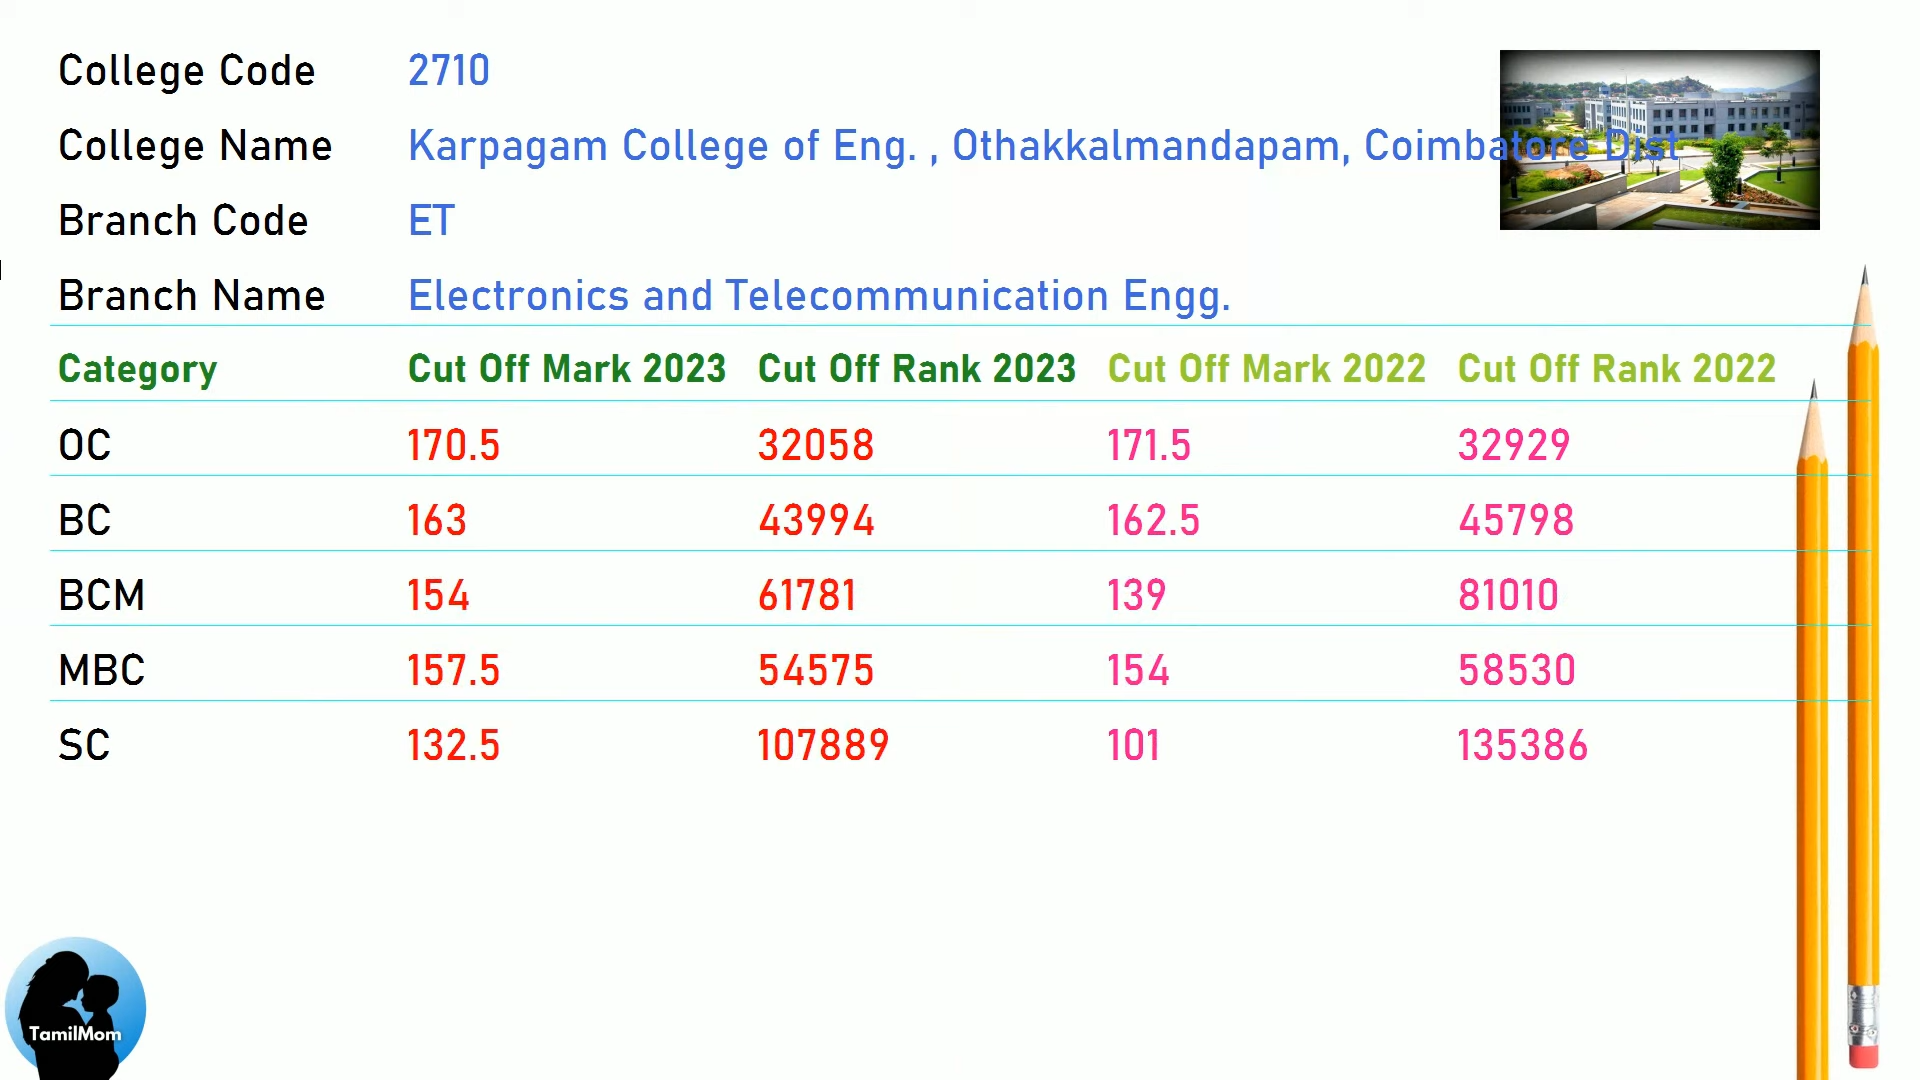 College Code 2710
College Name Karpagam College of Eng. , Othakkalmandapam, Coimbatore Dist
Branch Code ET
Branch Name Electronics and Telecommunication Engg.
Category Cut Off Mark 2023 Cut Off Rank 2023 Cut Off Mark 2022 Cut Off Rank 2022
OC 170.5 32058 171.5 32929
BC 163 43994 162.5 45798
BCM 154 61781 139 81010
MBC 157.5 54575 154 58530
SC 132.5 107889 101 135386
TamilMom